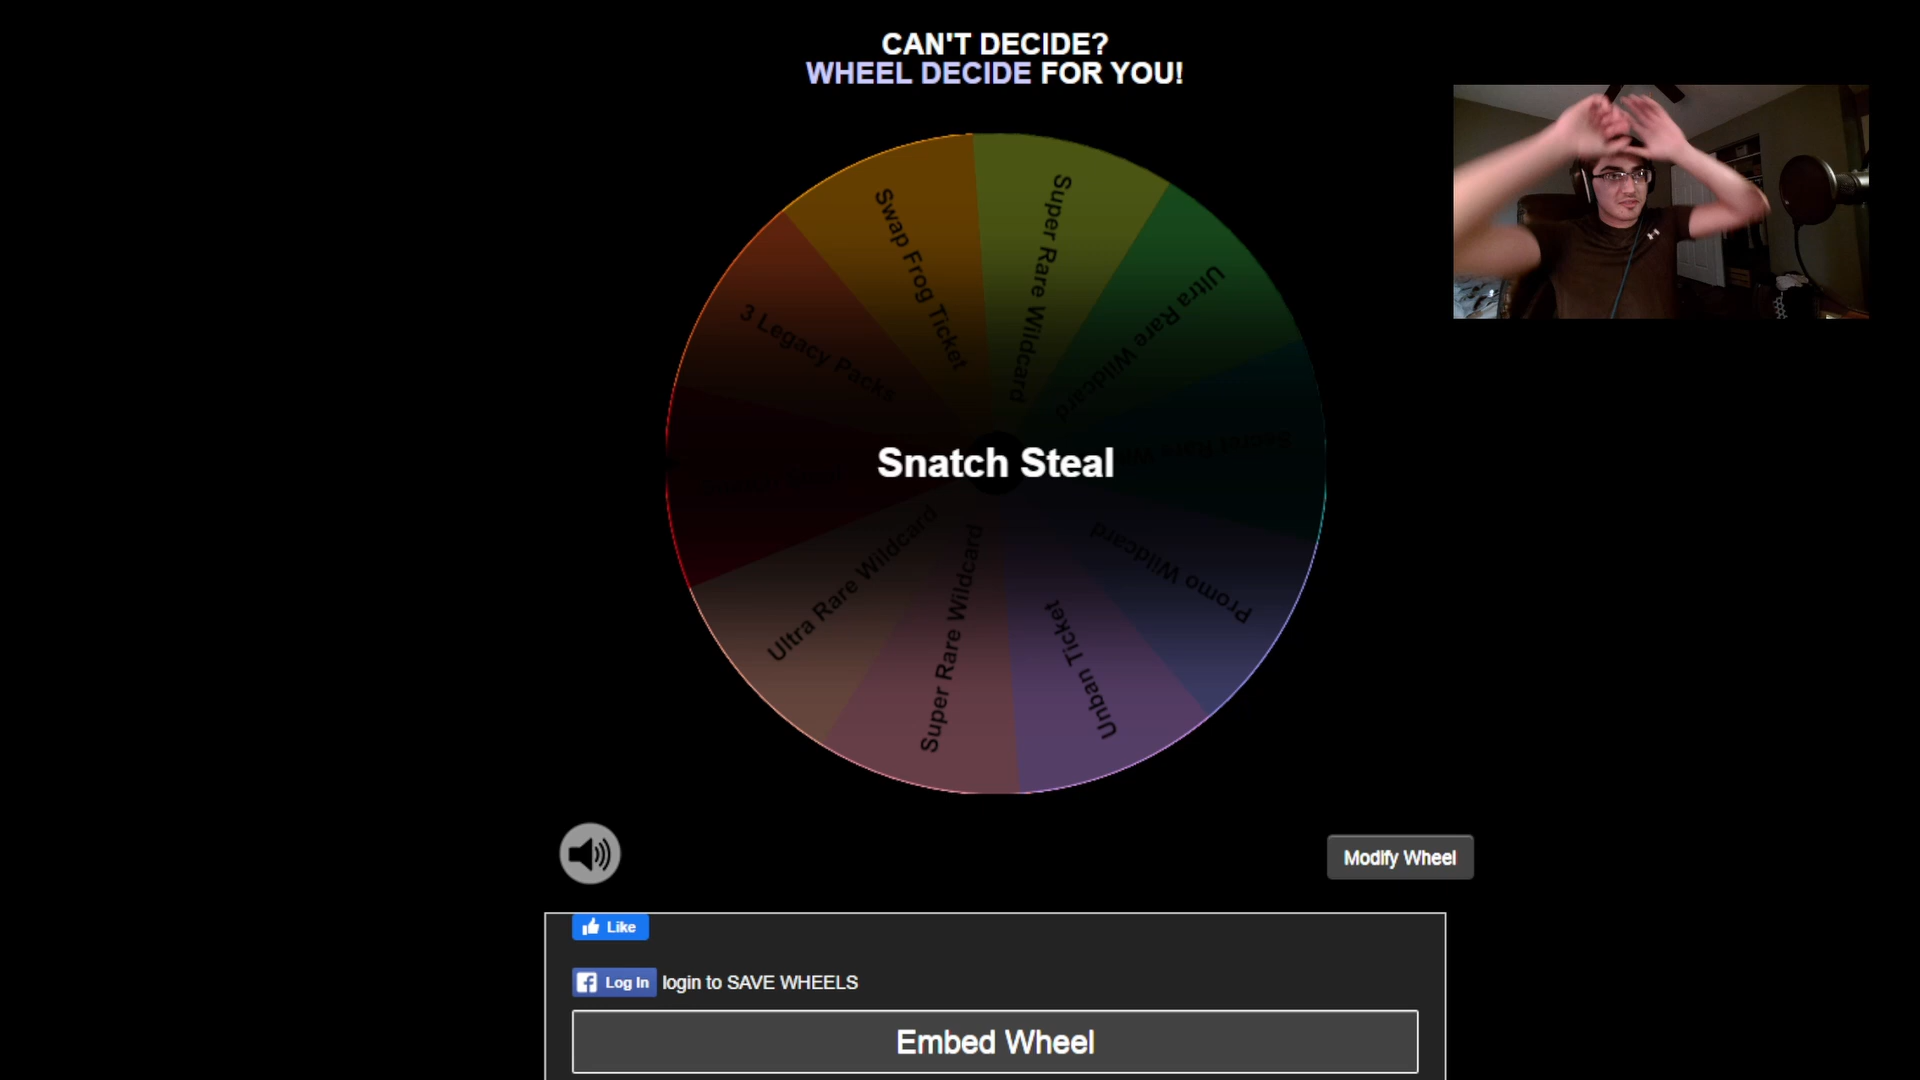 CAN'T DECIDE?
WHEEL DECIDE FOR YOU!
Super Rare Wildcard
Swap Frog Ticket
Ultra Rare Wildcard
3 Legacy Packs
Snatch Steal
Promo Wildcard
Ultra Rare Wildcard
Super Rare Wildcard
Unban Ticket
Modify Wheel
Like
Log In login to SAVE WHEELS
Embed Wheel